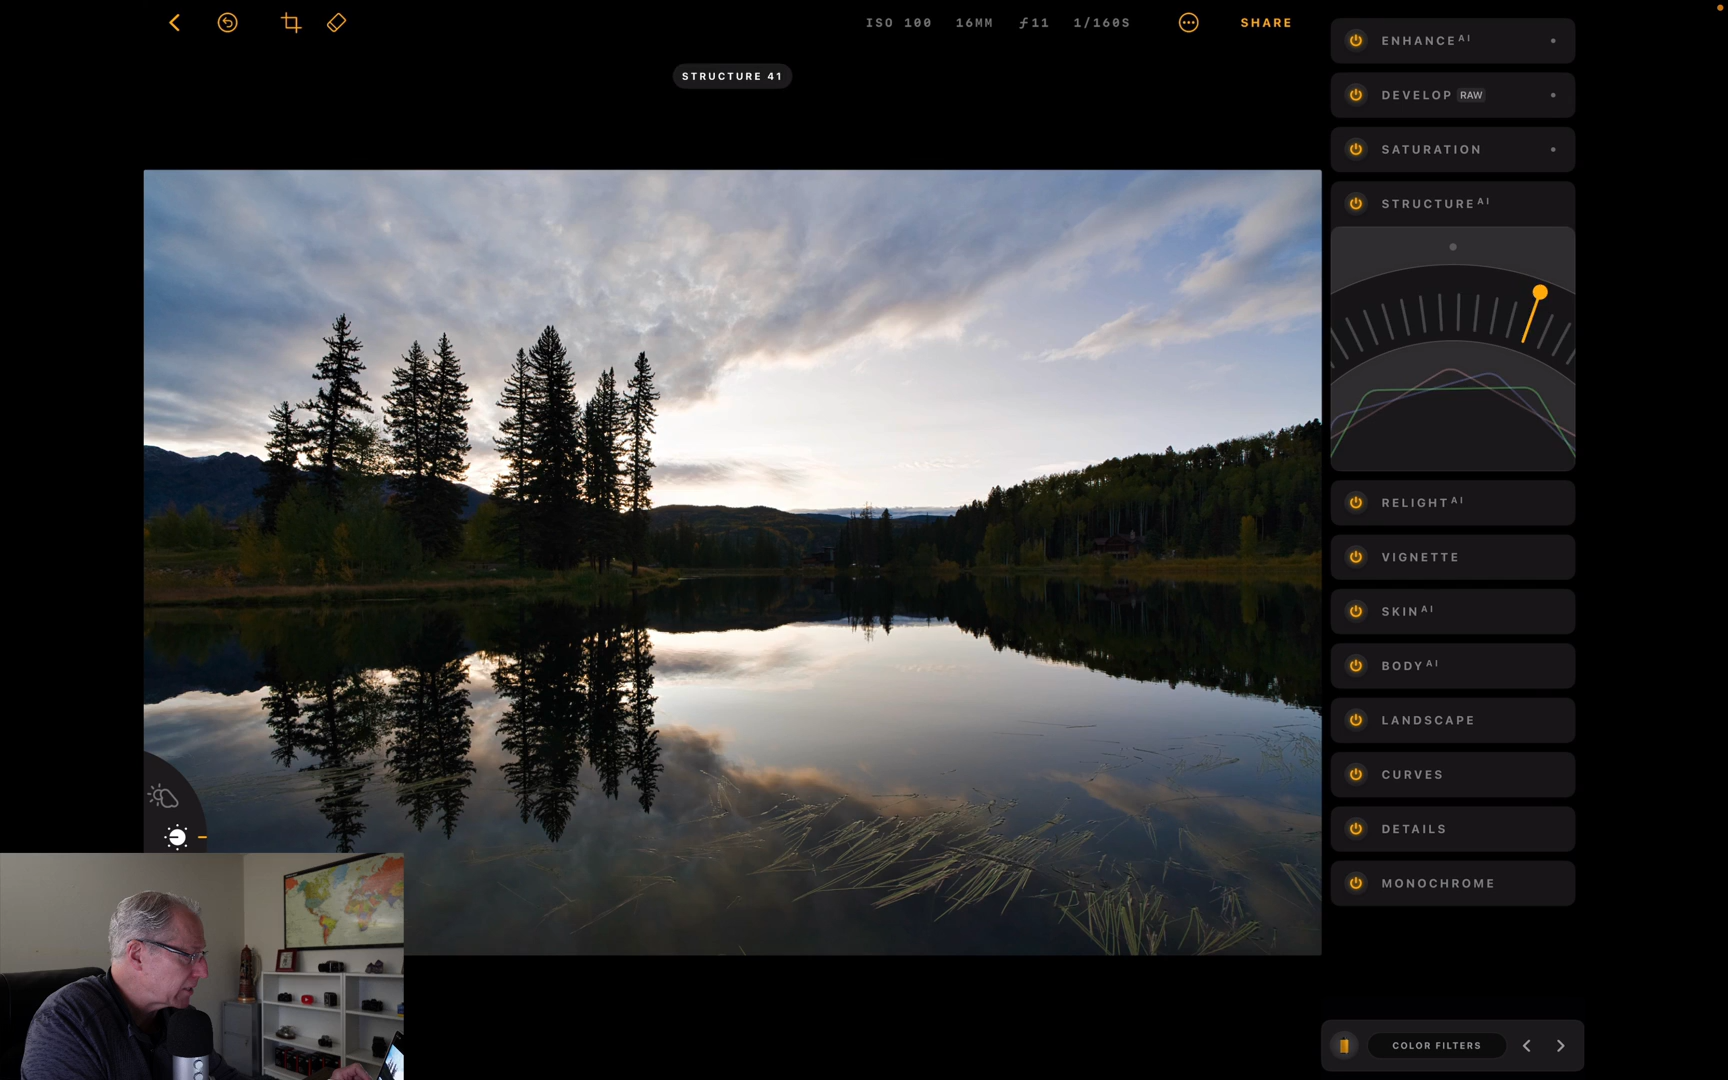 ISO 100 16MM ƒ11 1/160S SHARE
STRUCTURE 41
ENHANCE AI
DEVELOP RAW
SATURATION
STRUCTURE AI
RELIGHT AI
VIGNETTE
SKIN AI
BODY AI
LANDSCAPE
CURVES
DETAILS
MONOCHROME
COLOR FILTERS